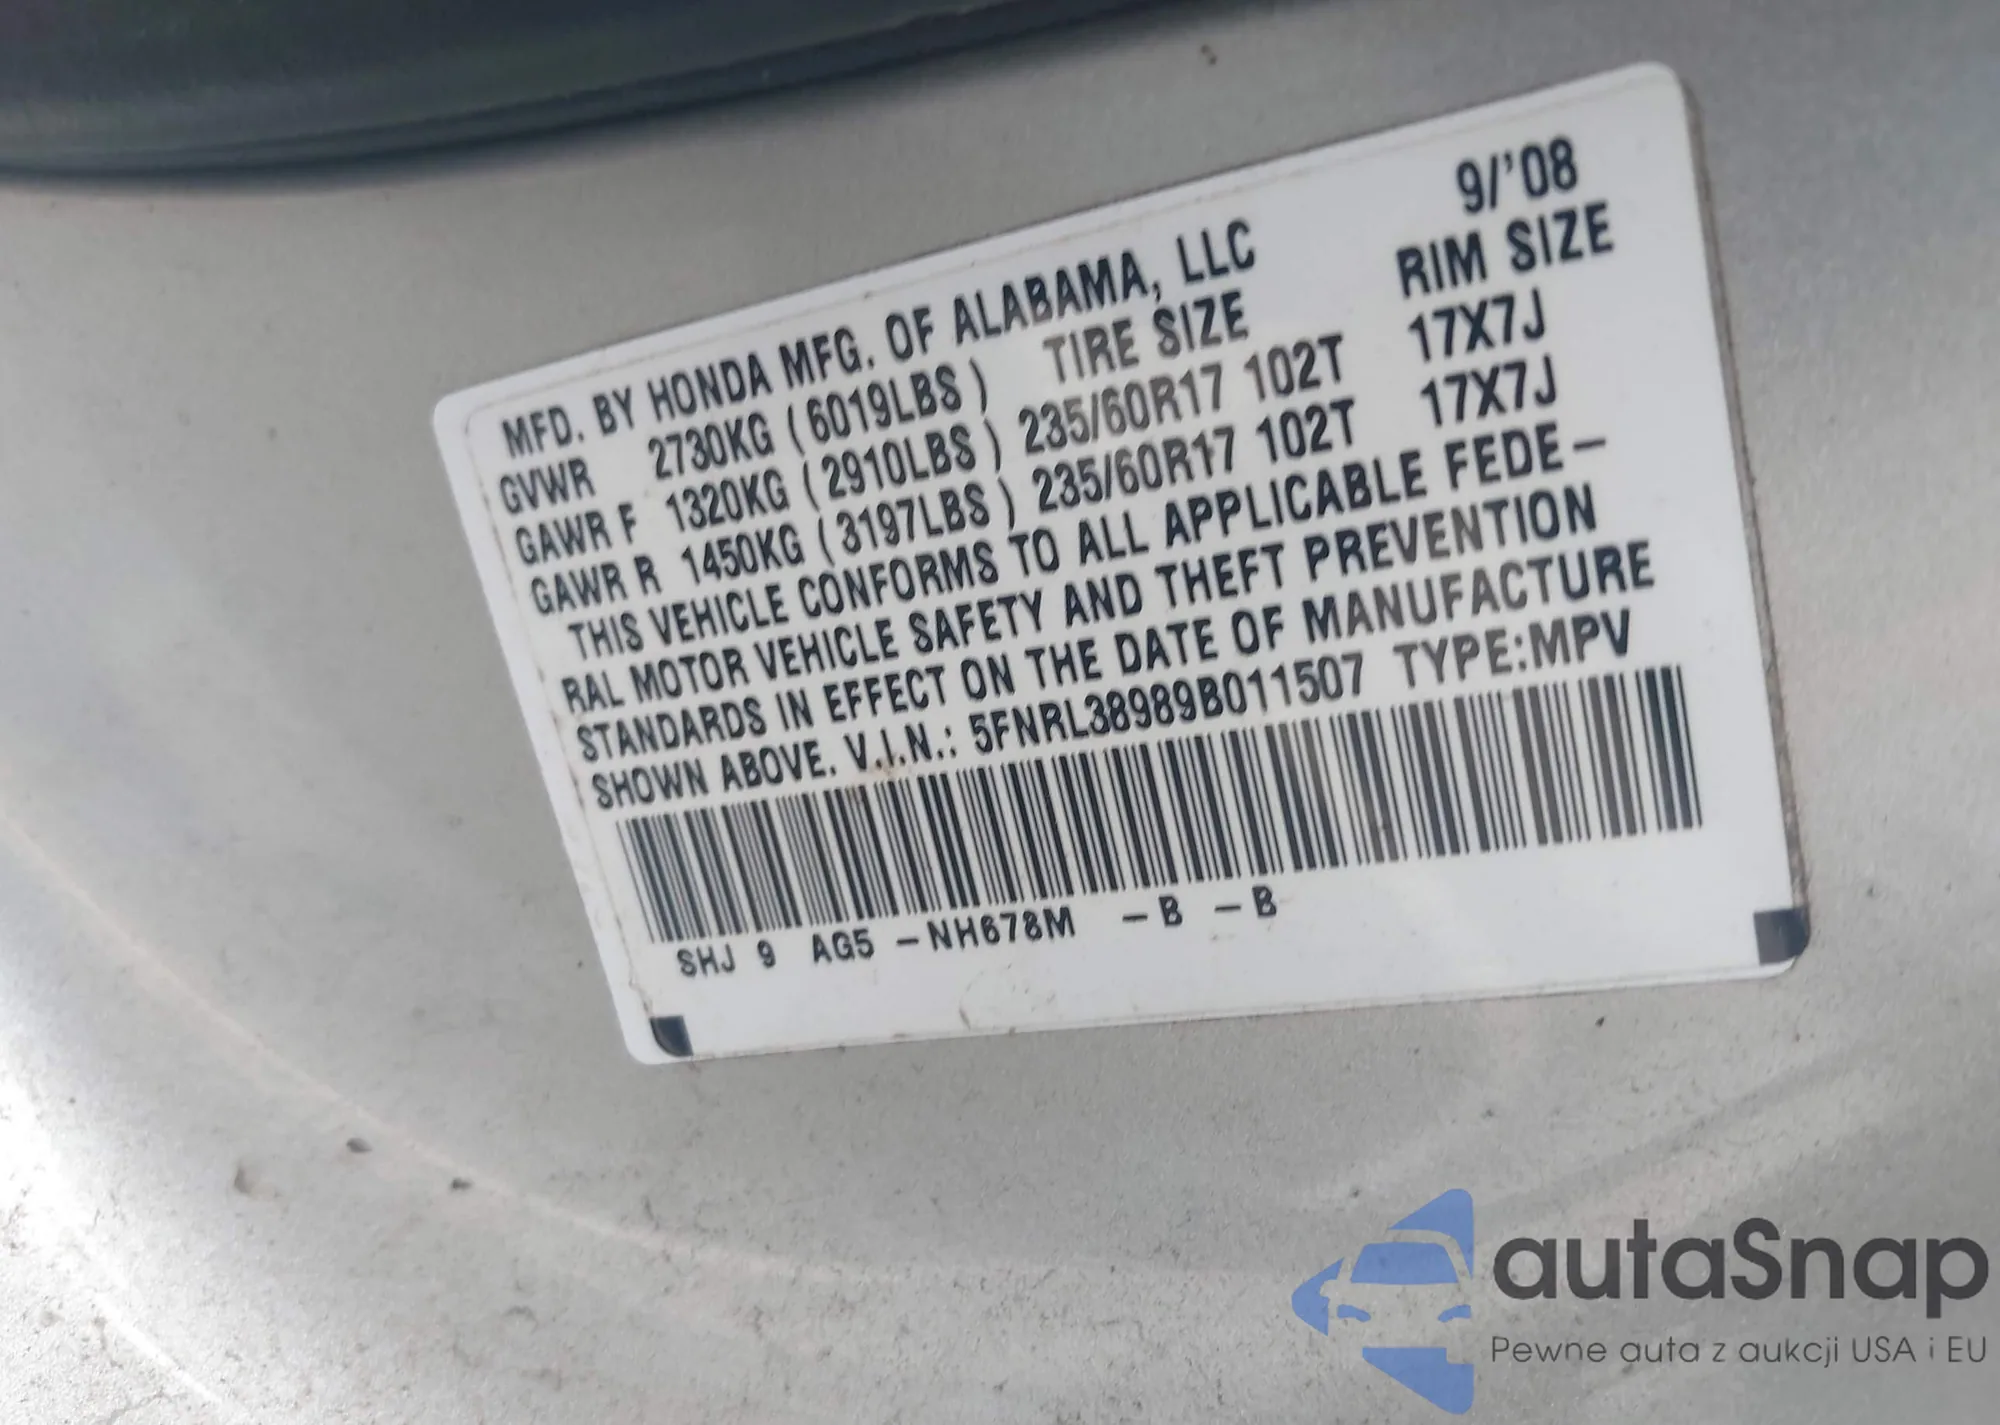 9/'08
MFD. BY HONDA MFG. OF ALABAMA, LLC RIM SIZE
GVWR 2730KG (6019LBS) TIRE SIZE 17X7J
GAWR F 1320KG (2910LBS) 235/60R17 102T 17X7J
GAWR R 1450KG (3197LBS) 235/60R17 102T
THIS VEHICLE CONFORMS TO ALL APPLICABLE FEDE-
RAL MOTOR VEHICLE SAFETY AND THEFT PREVENTION
STANDARDS IN EFFECT ON THE DATE OF MANUFACTURE
SHOWN ABOVE. V.I.N.: 5FNRL38989B011507 TYPE:MPV
SHJ 9 AG5 -NH678M -B -B
autaSnap
Pewne auta z aukcji USA i EU